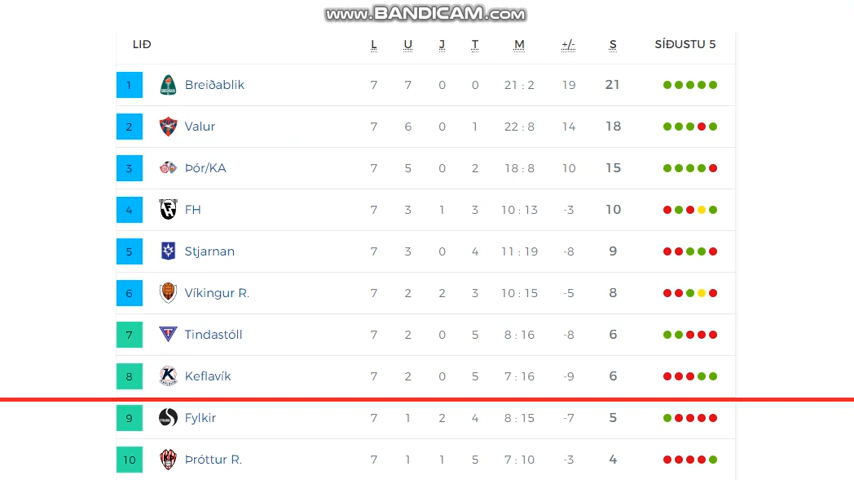 www.BANDICAM.com
LIÐ L U J T M +/- S SÍÐUSTU 5
1 Breiðablik 7 7 0 0 21 : 2 19 21
2 Valur 7 6 0 1 22 : 8 14 18
3 Þór/KA 7 5 0 2 18 : 8 10 15
4 FH 7 3 1 3 10 : 13 -3 10
5 Stjarnan 7 3 0 4 11 : 19 -8 9
6 Víkingur R. 7 2 2 3 10 : 15 -5 8
7 Tindastóll 7 2 0 5 8 : 16 -8 6
8 Keflavík 7 2 0 5 7 : 16 -9 6
9 Fylkir 7 1 2 4 8 : 15 -7 5
10 Þróttur R. 7 1 1 5 7 : 10 -3 4